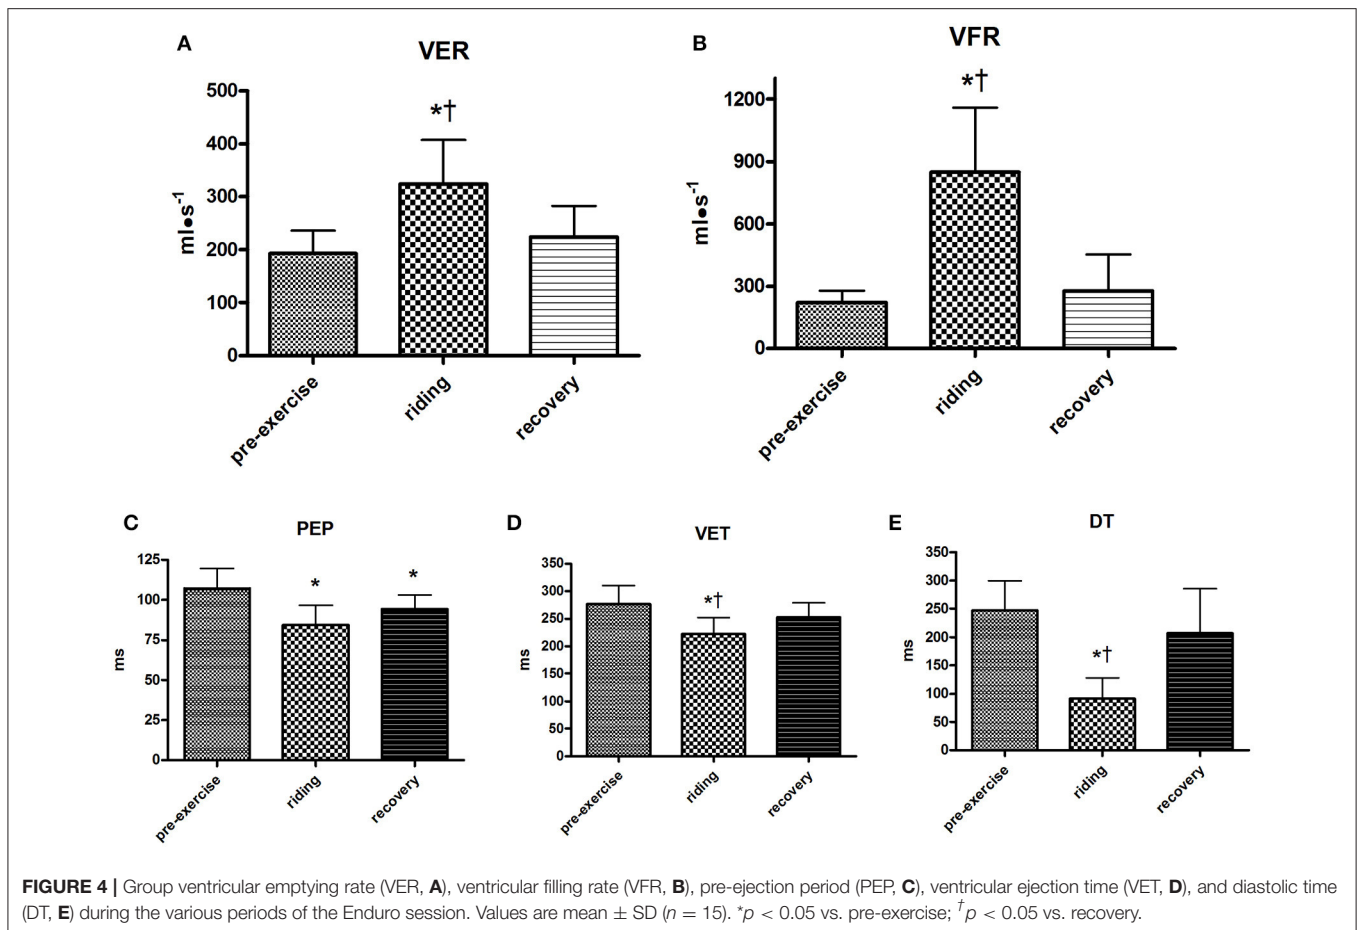 A
VER
500
400
300
200
100
0
ml●s-1
*†
pre-exercise
riding
recovery
B
VFR
1200
900
600
300
0
ml●s-1
*†
pre-exercise
riding
recovery
C
PEP
125
100
75
50
25
0
ms
*
*
pre-exercise
riding
recovery
D
VET
350
300
250
200
150
100
50
0
ms
*†
pre-exercise
riding
recovery
E
DT
350
300
250
200
150
100
50
0
ms
*†
pre-exercise
riding
recovery
FIGURE 4 | Group ventricular emptying rate (VER, A), ventricular filling rate (VFR, B), pre-ejection period (PEP, C), ventricular ejection time (VET, D), and diastolic time
(DT, E) during the various periods of the Enduro session. Values are mean ± SD (n = 15). *p < 0.05 vs. pre-exercise; †p < 0.05 vs. recovery.